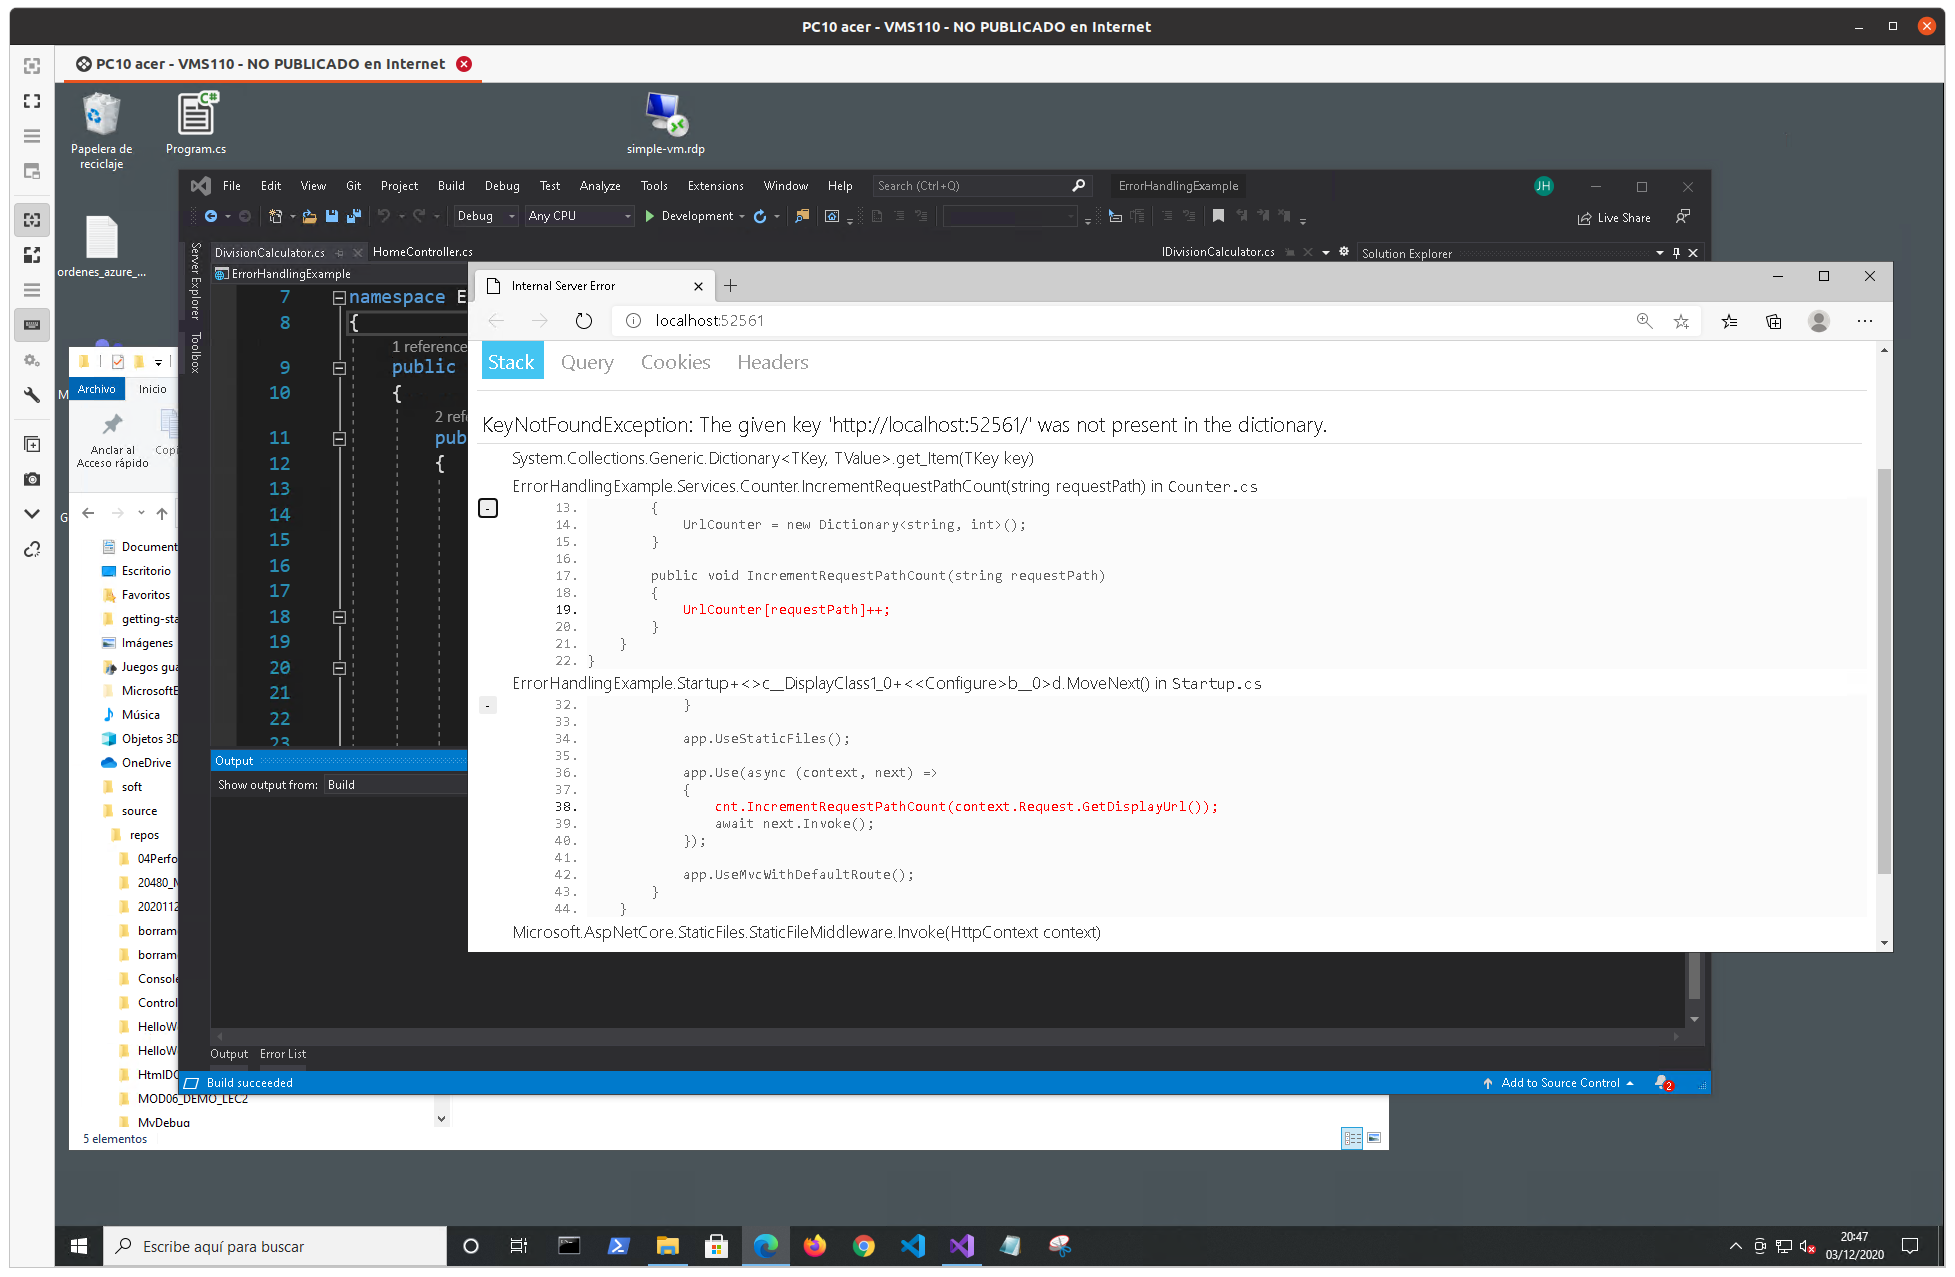 PC10 acer - VMS110 - NO PUBLICADO en Internet
PC10 acer - VMS110 - NO PUBLICADO en Internet
Papelera de
reciclaje
Program.cs
simple-vm.rdp
ordenes_azure_...
File Edit View Git Project Build Debug Test Analyze Tools Extensions Window Help Search (Ctrl+Q) ErrorHandlingExample JH
Debug Any CPU Development Live Share
Server Explorer
Toolbox
DivisionCalculator.cs HomeController.cs IDivisionCalculator.cs Solution Explorer
ErrorHandlingExample
7 namespace E
8 {
1 reference
9 public
10 {
2 ref
11 pub
12 {
13
14
15
16
17
18
19
20
21
22
23
Output
Show output from: Build
Output Error List
Build succeeded Add to Source Control 2
Internal Server Error
localhost:52561
Stack Query Cookies Headers
KeyNotFoundException: The given key 'http://localhost:52561/' was not present in the dictionary.
System.Collections.Generic.Dictionary<TKey, TValue>.get_Item(TKey key)
ErrorHandlingExample.Services.Counter.IncrementRequestPathCount(string requestPath) in Counter.cs
13. {
14. UrlCounter = new Dictionary<string, int>();
15. }
16.
17. public void IncrementRequestPathCount(string requestPath)
18. {
19. UrlCounter[requestPath]++;
20. }
21. }
22. }
ErrorHandlingExample.Startup+<>c__DisplayClass1_0+<<Configure>b__0>d.MoveNext() in Startup.cs
32. }
33.
34. app.UseStaticFiles();
35.
36. app.Use(async (context, next) =>
37. {
38. cnt.IncrementRequestPathCount(context.Request.GetDisplayUrl());
39. await next.Invoke();
40. });
41.
42. app.UseMvcWithDefaultRoute();
43. }
44. }
Microsoft.AspNetCore.StaticFiles.StaticFileMiddleware.Invoke(HttpContext context)
M
G
Archivo Inicio
Anclar al
Acceso rápido
Copi
Document
Escritorio
Favoritos
getting-sta
Imágenes
Juegos gua
MicrosoftE
Música
Objetos 3D
OneDrive
soft
source
repos
04Perfo
20480_M
2020112
borram
borram
Console
Control
HelloW
HelloW
HtmlDO
MOD06_DEMO_LEC2
MyDebug
5 elementos
Escribe aquí para buscar
20:47
03/12/2020